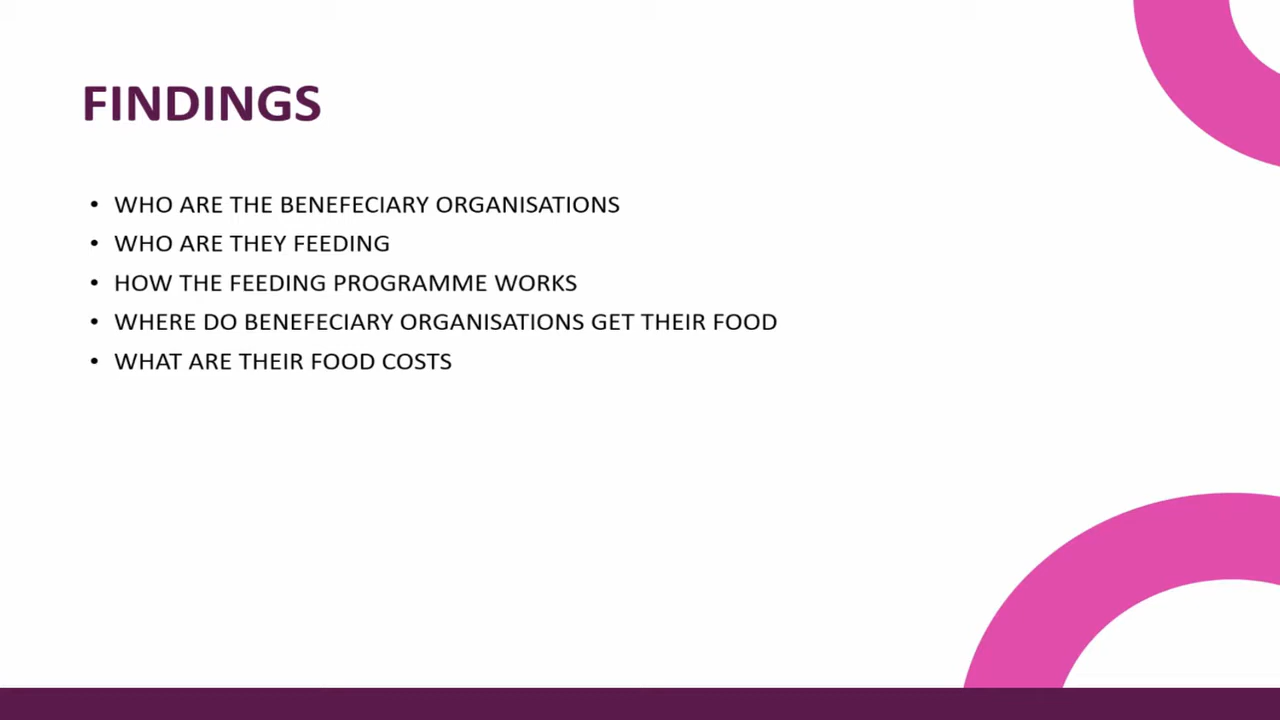 FINDINGS
• WHO ARE THE BENEFECIARY ORGANISATIONS
• WHO ARE THEY FEEDING
• HOW THE FEEDING PROGRAMME WORKS
• WHERE DO BENEFECIARY ORGANISATIONS GET THEIR FOOD
• WHAT ARE THEIR FOOD COSTS